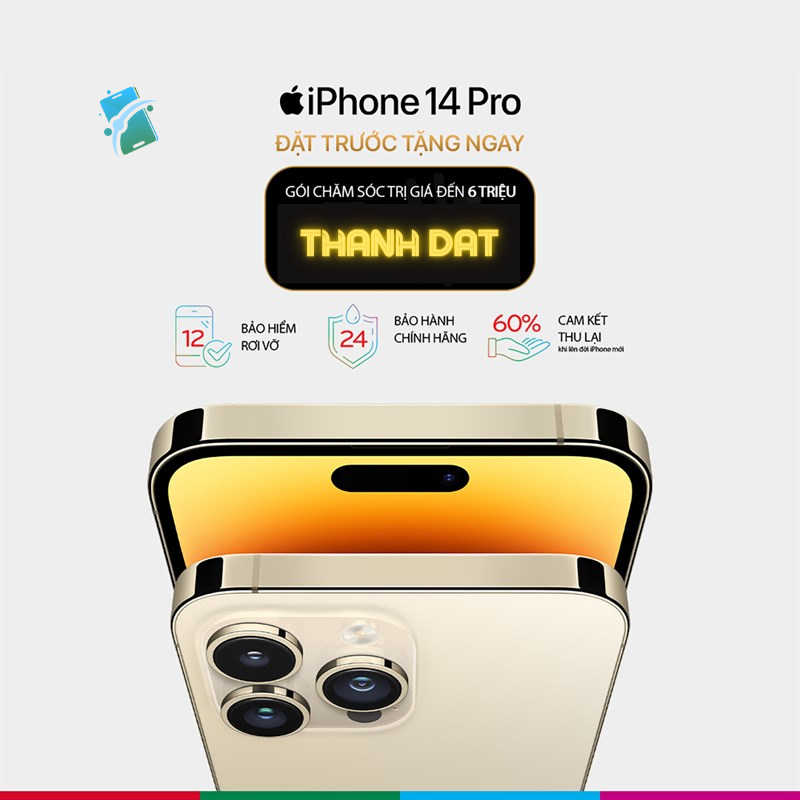 iPhone 14 Pro
ĐẶT TRƯỚC TẶNG NGAY
GÓI CHĂM SÓC TRỊ GIÁ ĐẾN 6 TRIỆU
THANH DAT
12
BẢO HIỂM
RƠI VỠ
24
BẢO HÀNH
CHÍNH HÃNG
60%
CAM KẾT
THU LẠI
khi lên đời iPhone mới